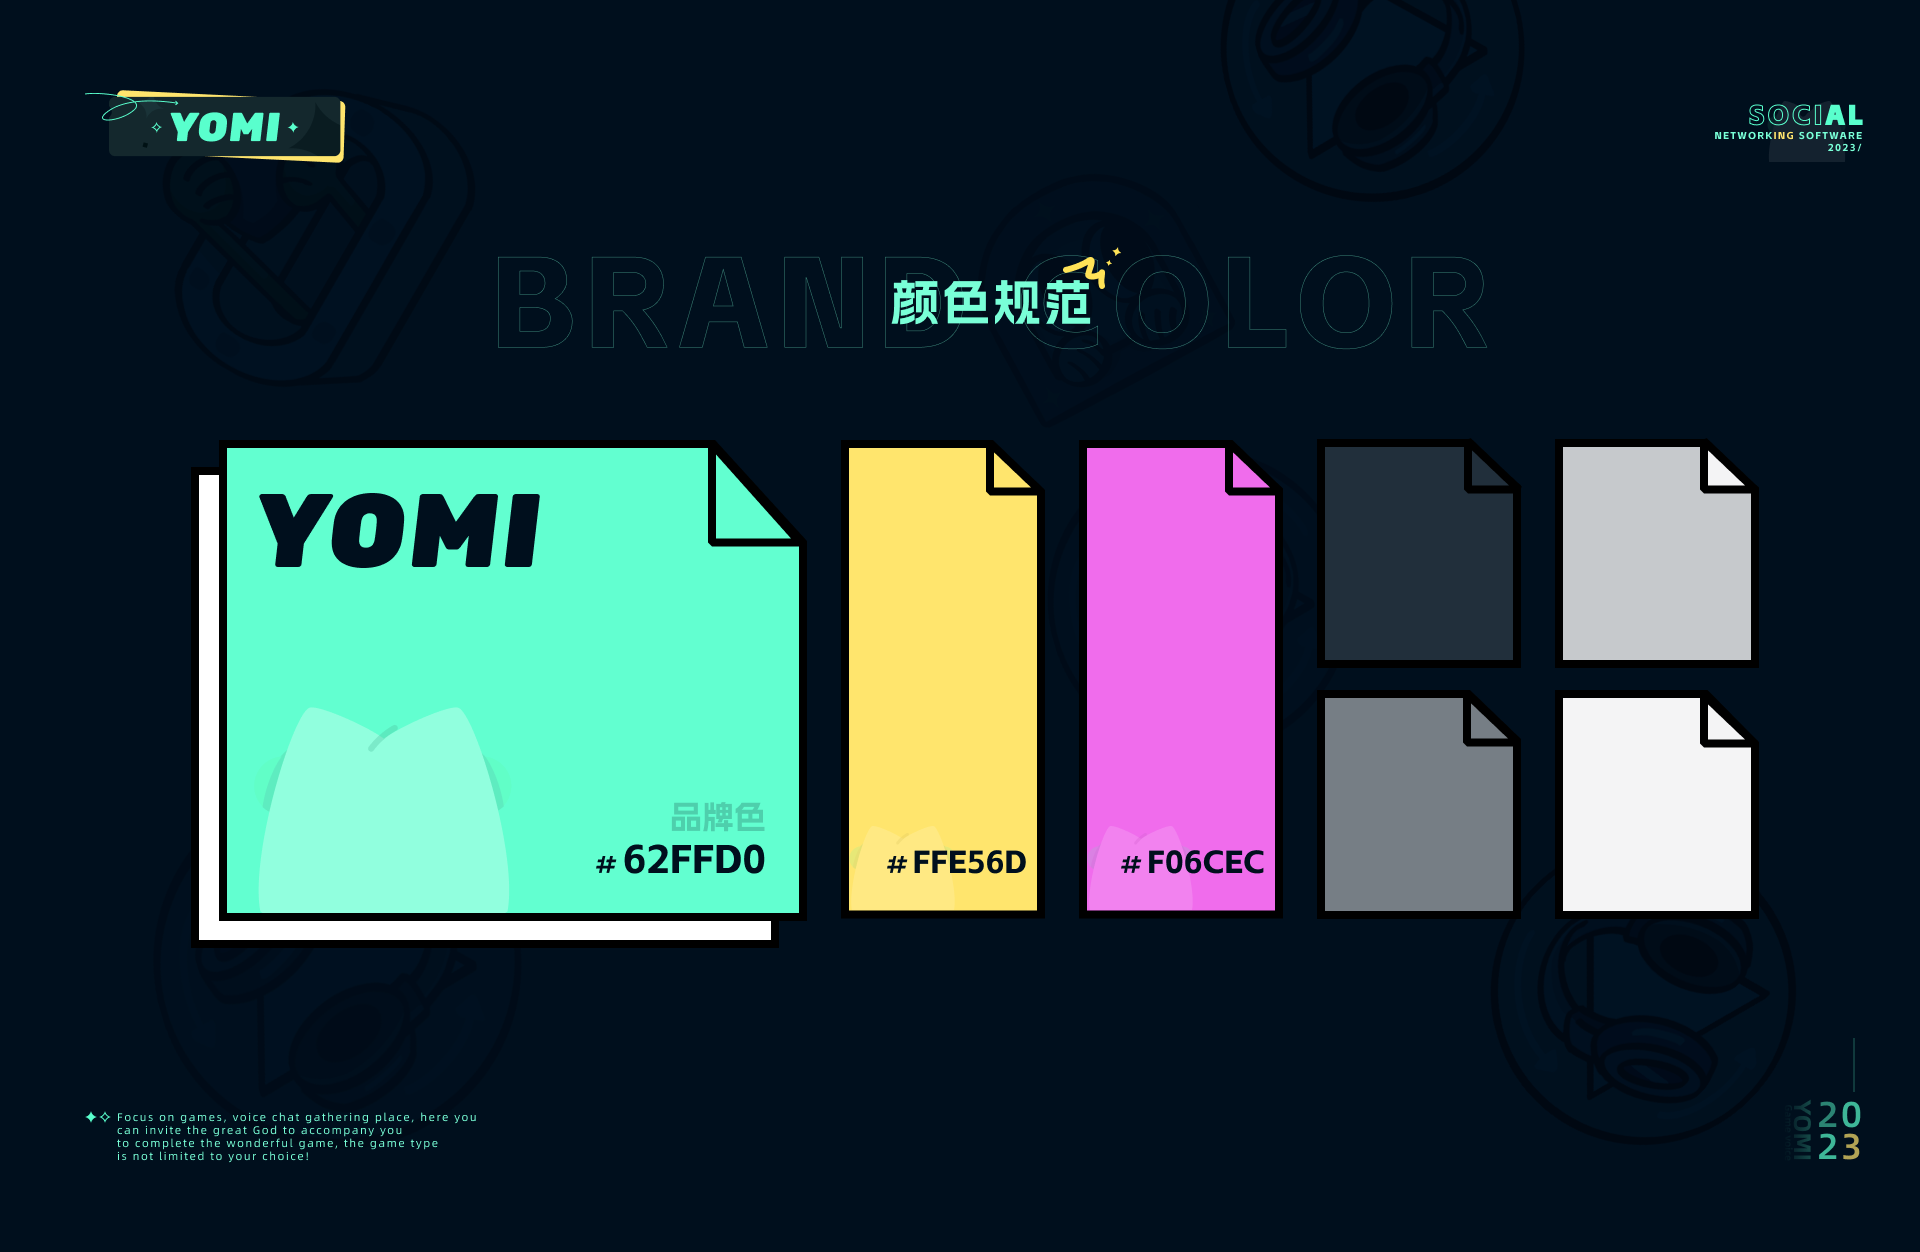 YOMI
SOCIAL
NETWORKING SOFTWARE
2023/
BRAND COLOR
颜色规范
YOMI
品牌色
# 62FFD0
# FFE56D
# F06CEC
Focus on games, voice chat gathering place, here you
can invite the great God to accompany you
to complete the wonderful game, the game type
is not limited to your choice!
YOMI
20
23